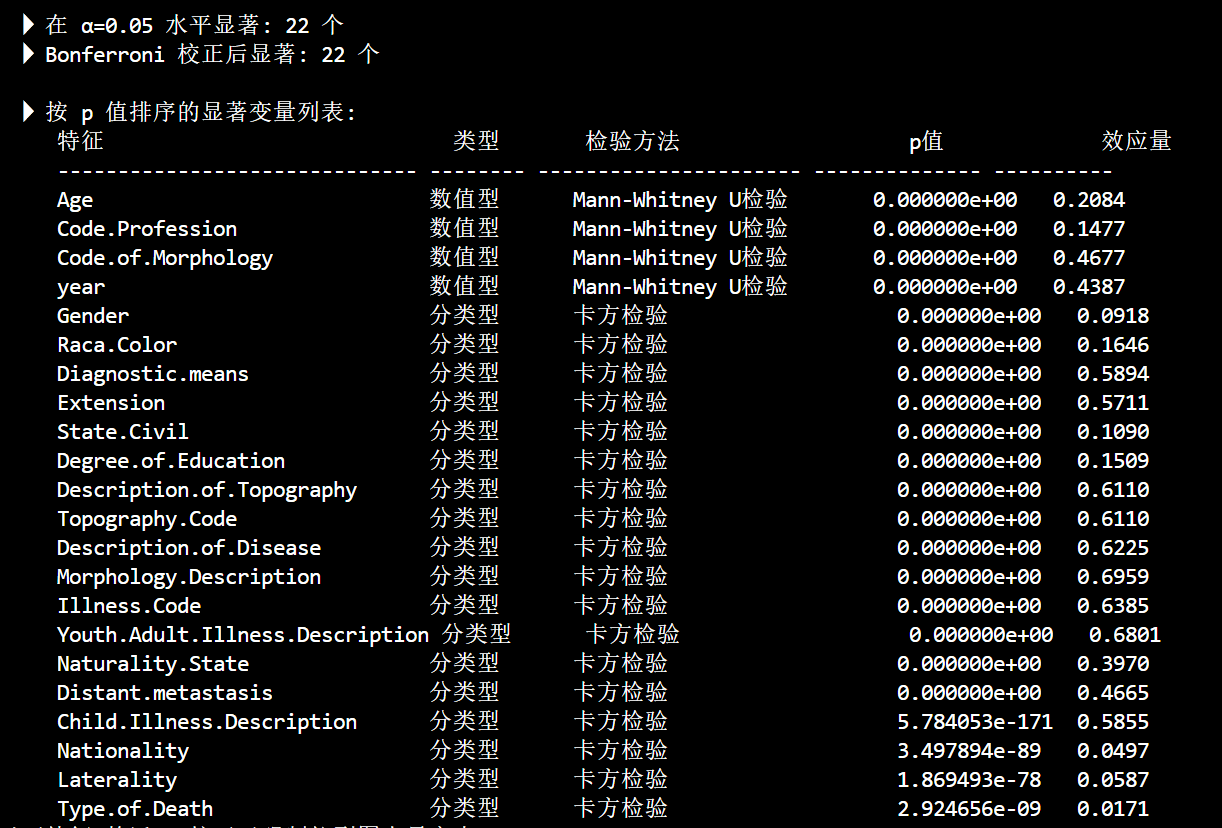 ▶ 在 α=0.05 水平显著: 22 个
▶ Bonferroni 校正后显著: 22 个
▶ 按 p 值排序的显著变量列表:
特征 类型 检验方法 p值 效应量
------------------------------ -------- ---------------------- -------------- ----------
Age 数值型 Mann-Whitney U检验 0.000000e+00 0.2084
Code.Profession 数值型 Mann-Whitney U检验 0.000000e+00 0.1477
Code.of.Morphology 数值型 Mann-Whitney U检验 0.000000e+00 0.4677
year 数值型 Mann-Whitney U检验 0.000000e+00 0.4387
Gender 分类型 卡方检验 0.000000e+00 0.0918
Raca.Color 分类型 卡方检验 0.000000e+00 0.1646
Diagnostic.means 分类型 卡方检验 0.000000e+00 0.5894
Extension 分类型 卡方检验 0.000000e+00 0.5711
State.Civil 分类型 卡方检验 0.000000e+00 0.1090
Degree.of.Education 分类型 卡方检验 0.000000e+00 0.1509
Description.of.Topography 分类型 卡方检验 0.000000e+00 0.6110
Topography.Code 分类型 卡方检验 0.000000e+00 0.6110
Description.of.Disease 分类型 卡方检验 0.000000e+00 0.6225
Morphology.Description 分类型 卡方检验 0.000000e+00 0.6959
Illness.Code 分类型 卡方检验 0.000000e+00 0.6385
Youth.Adult.Illness.Description 分类型 卡方检验 0.000000e+00 0.6801
Naturality.State 分类型 卡方检验 0.000000e+00 0.3970
Distant.metastasis 分类型 卡方检验 0.000000e+00 0.4665
Child.Illness.Description 分类型 卡方检验 5.784053e-171 0.5855
Nationality 分类型 卡方检验 3.497894e-89 0.0497
Laterality 分类型 卡方检验 1.869493e-78 0.0587
Type.of.Death 分类型 卡方检验 2.924656e-09 0.0171